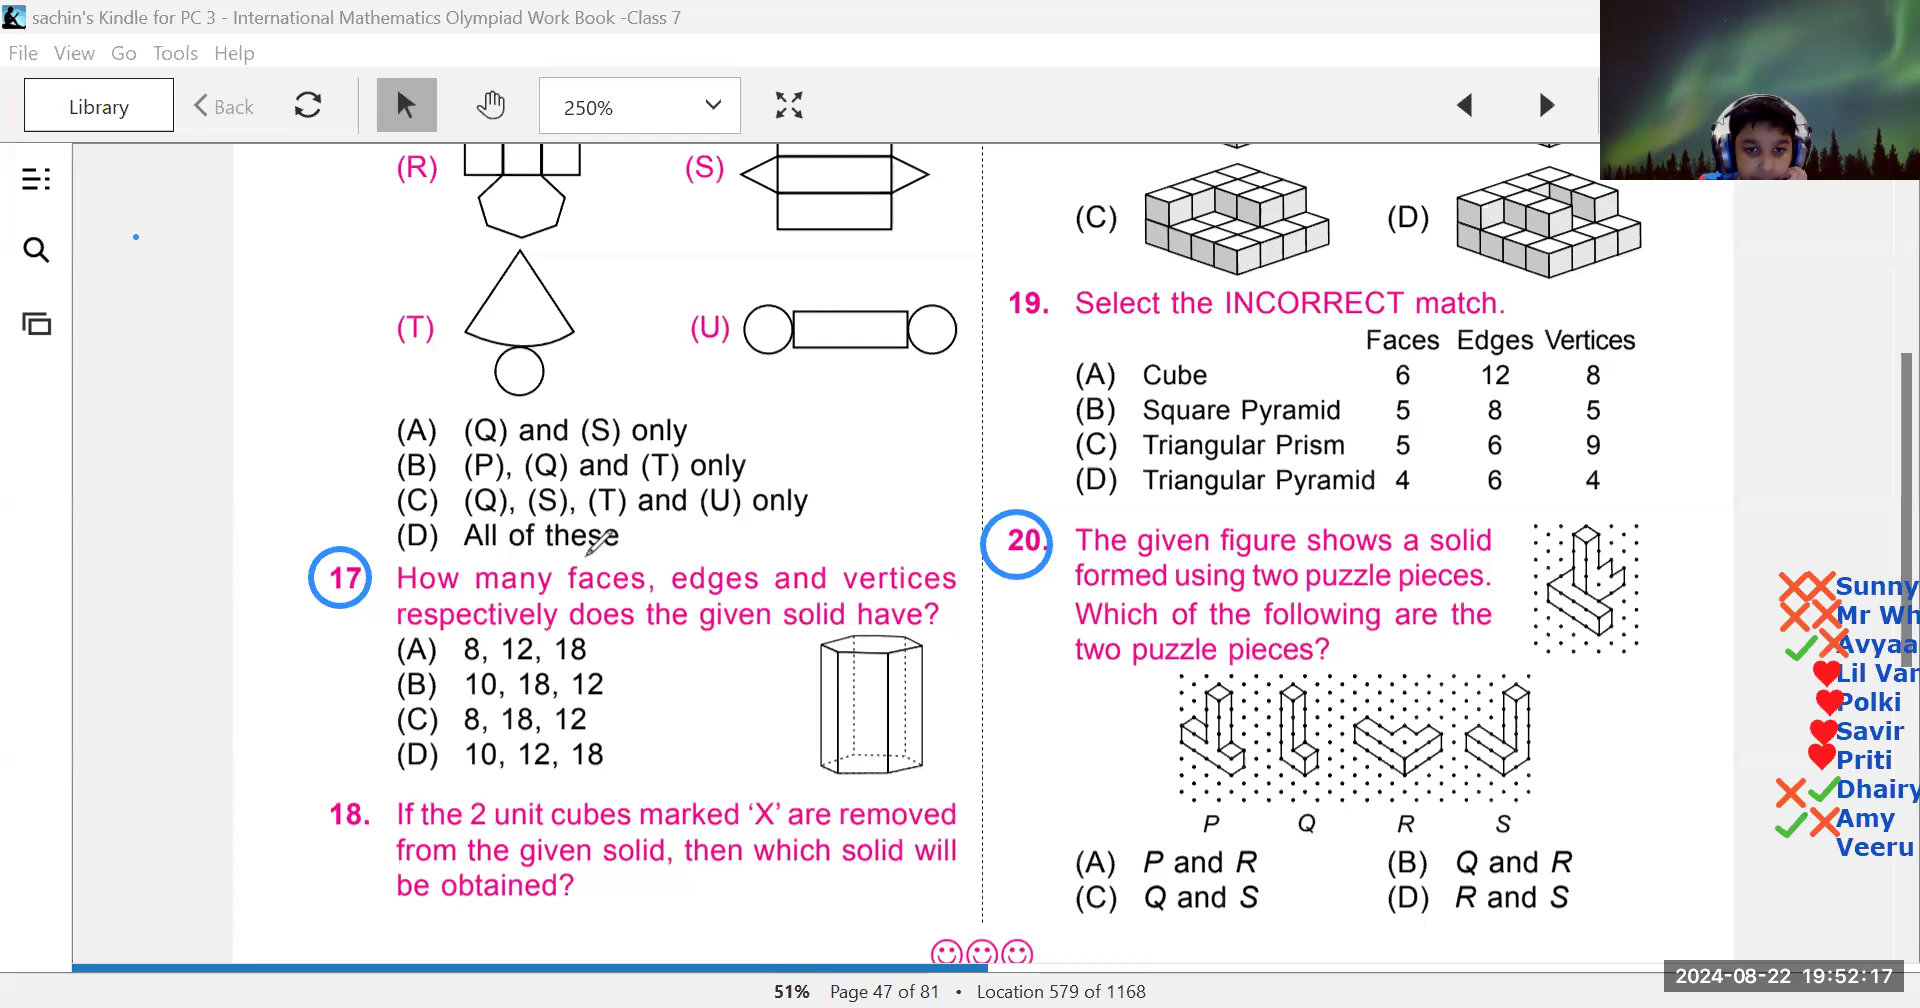 sachin's Kindle for PC 3 - International Mathematics Olympiad Work Book -Class 7
File View Go Tools Help
Library
Back
250%
(R)
(S)
(T)
(U)
(A) (Q) and (S) only
(B) (P), (Q) and (T) only
(C) (Q), (S), (T) and (U) only
(D) All of these
17 How many faces, edges and vertices
respectively does the given solid have?
(A) 8, 12, 18
(B) 10, 18, 12
(C) 8, 18, 12
(D) 10, 12, 18
18. If the 2 unit cubes marked ‘X’ are removed
from the given solid, then which solid will
be obtained?
(C)
(D)
19. Select the INCORRECT match.
Faces Edges Vertices
(A) Cube 6 12 8
(B) Square Pyramid 5 8 5
(C) Triangular Prism 5 6 9
(D) Triangular Pyramid 4 6 4
20. The given figure shows a solid
formed using two puzzle pieces.
Which of the following are the
two puzzle pieces?
P Q R S
(A) P and R (B) Q and R
(C) Q and S (D) R and S
Sunny
Mr Wh
Avyaa
Lil Var
Polki
Savir
Priti
Dhairy
Amy
Veeru
2024-08-22 19:52:17
51% Page 47 of 81 • Location 579 of 1168